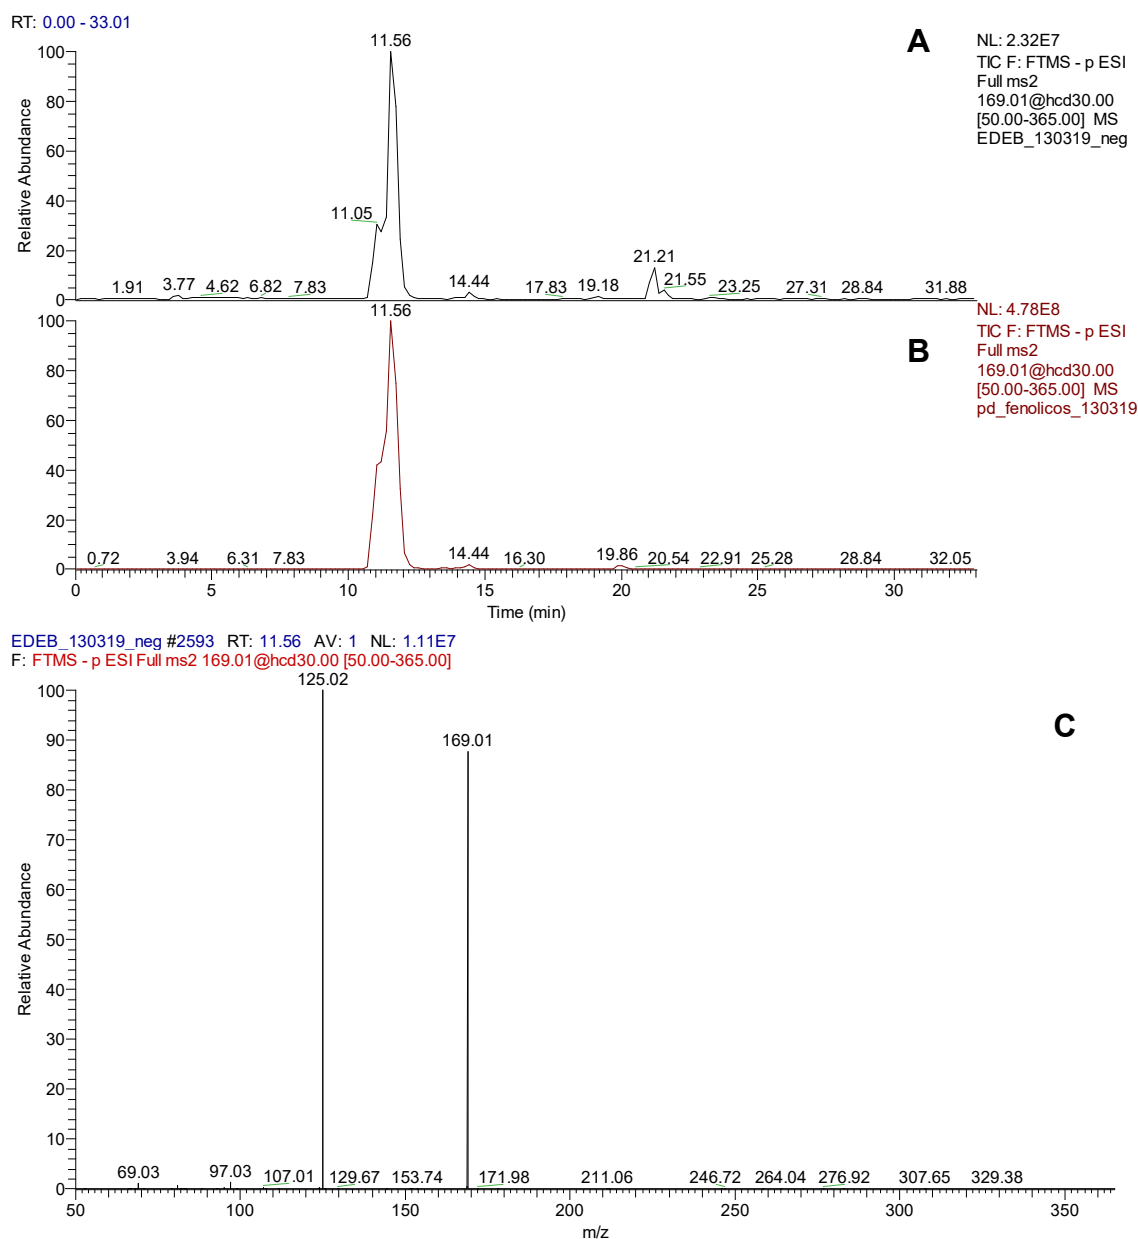 RT: 0.00 - 33.01
A
NL: 2.32E7
TIC F: FTMS - p ESI
Full ms2
169.01@hcd30.00
[50.00-365.00] MS
EDEB_130319_neg
Relative Abundance
100
80
60
40
20
0
11.56
11.05
1.91 3.77 4.62 6.82 7.83 14.44 17.83 19.18 21.21 21.55 23.25 27.31 28.84 31.88
B
NL: 4.78E8
TIC F: FTMS - p ESI
Full ms2
169.01@hcd30.00
[50.00-365.00] MS
pd_fenolicos_130319
100
80
60
40
20
0
11.56
0.72 3.94 6.31 7.83 14.44 16.30 19.86 20.54 22.91 25.28 28.84 32.05
0 5 10 15 20 25 30
Time (min)
EDEB_130319_neg #2593 RT: 11.56 AV: 1 NL: 1.11E7
F: FTMS - p ESI Full ms2 169.01@hcd30.00 [50.00-365.00]
C
Relative Abundance
100
90
80
70
60
50
40
30
20
10
0
125.02
169.01
69.03 97.03 107.01 129.67 153.74 171.98 211.06 246.72 264.04 276.92 307.65 329.38
50 100 150 200 250 300 350
m/z